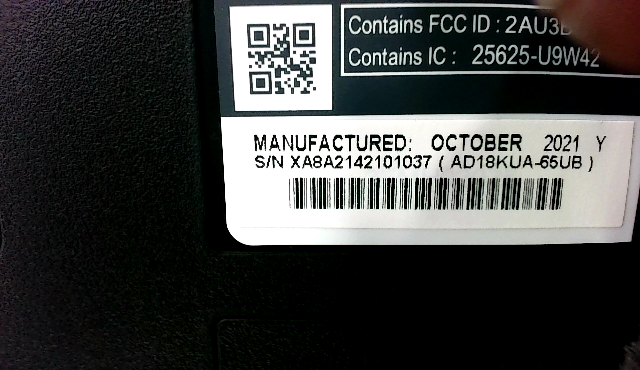 Contains FCC ID : 2AU3
Contains IC : 25625-U9W42
MANUFACTURED: OCTOBER 2021 Y
S/N XA8A2142101037 ( AD18KUA-65UB )